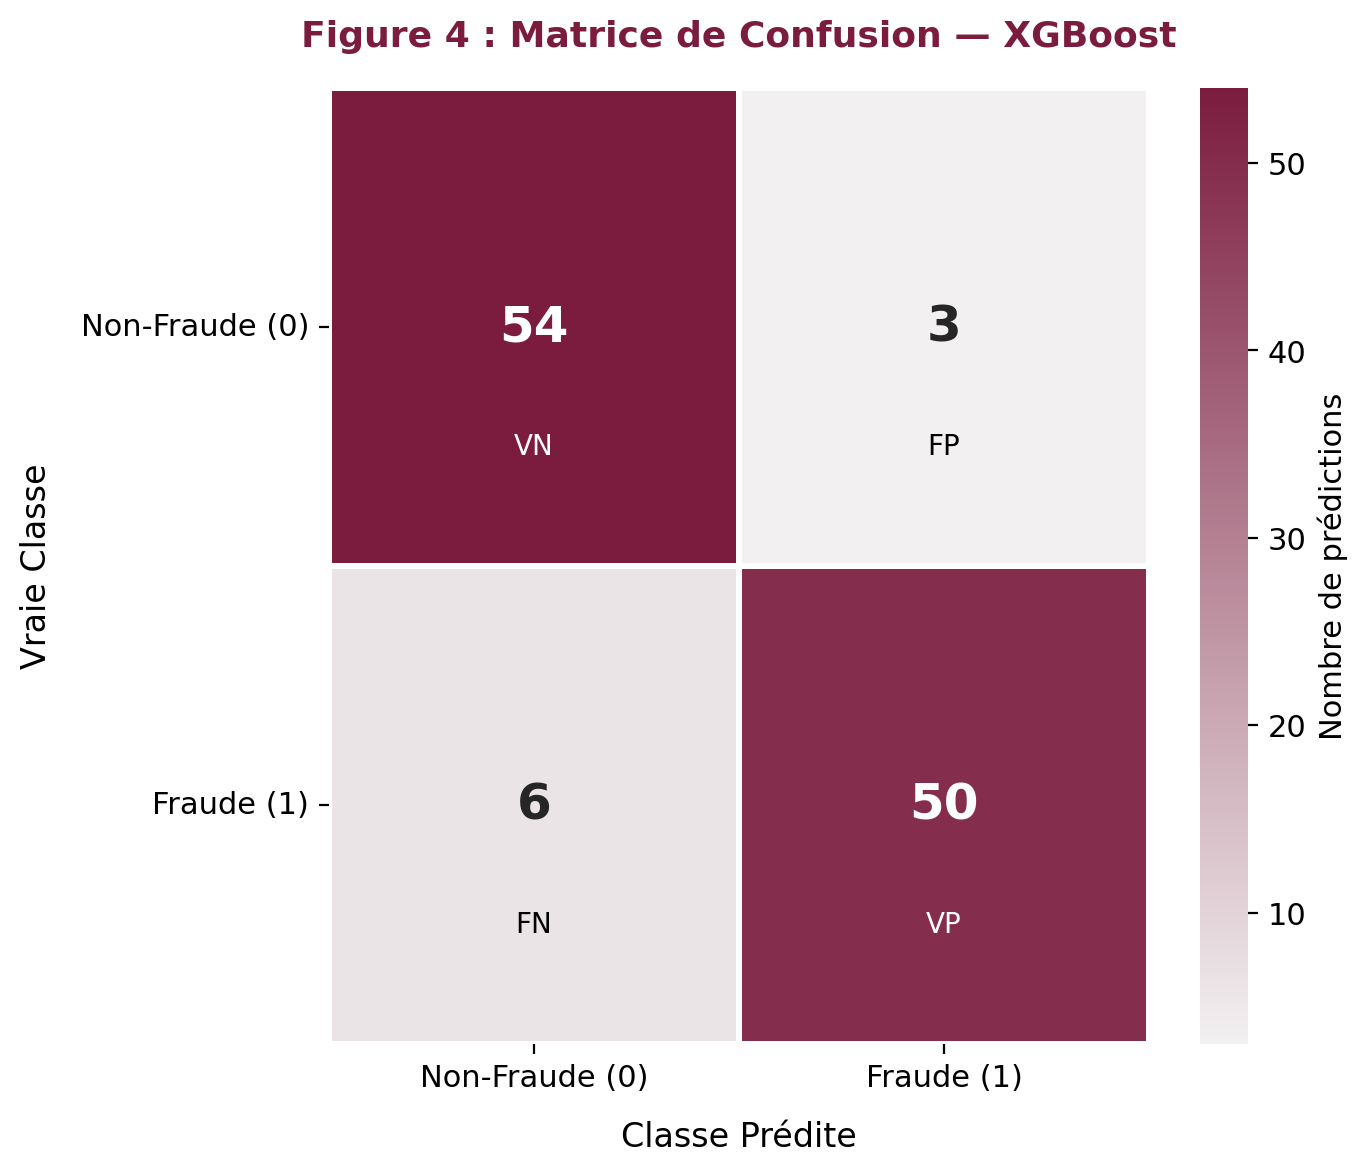 Figure 4 : Matrice de Confusion — XGBoost
Vraie Classe
Non-Fraude (0)
54
VN
3
FP
Fraude (1)
6
FN
50
VP
Non-Fraude (0)
Fraude (1)
Classe Prédite
50
40
30
20
10
Nombre de prédictions